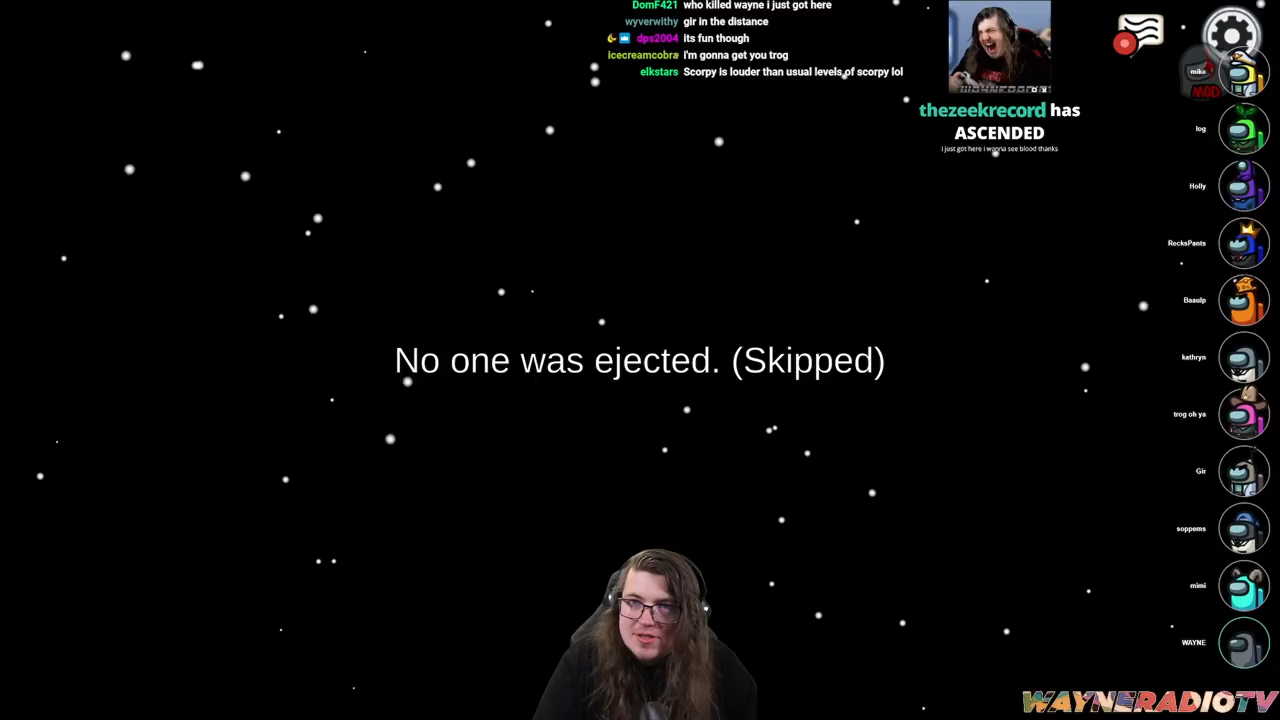 DomF421 who killed wayne i just got here
wyverwithy gir in the distance
dps2004 its fun though
icecreamcobra i'm gonna get you trog
elkstars Scorpy is louder than usual levels of scorpy lol
thezeekrecord has
ASCENDED
i just got here i wanna see blood thanks
miko
MOD
log
Holly
RecksPants
Baaulp
kathryn
trog oh ya
Gir
soppems
mimi
WAYNE
No one was ejected. (Skipped)
WAYNERADIOTV